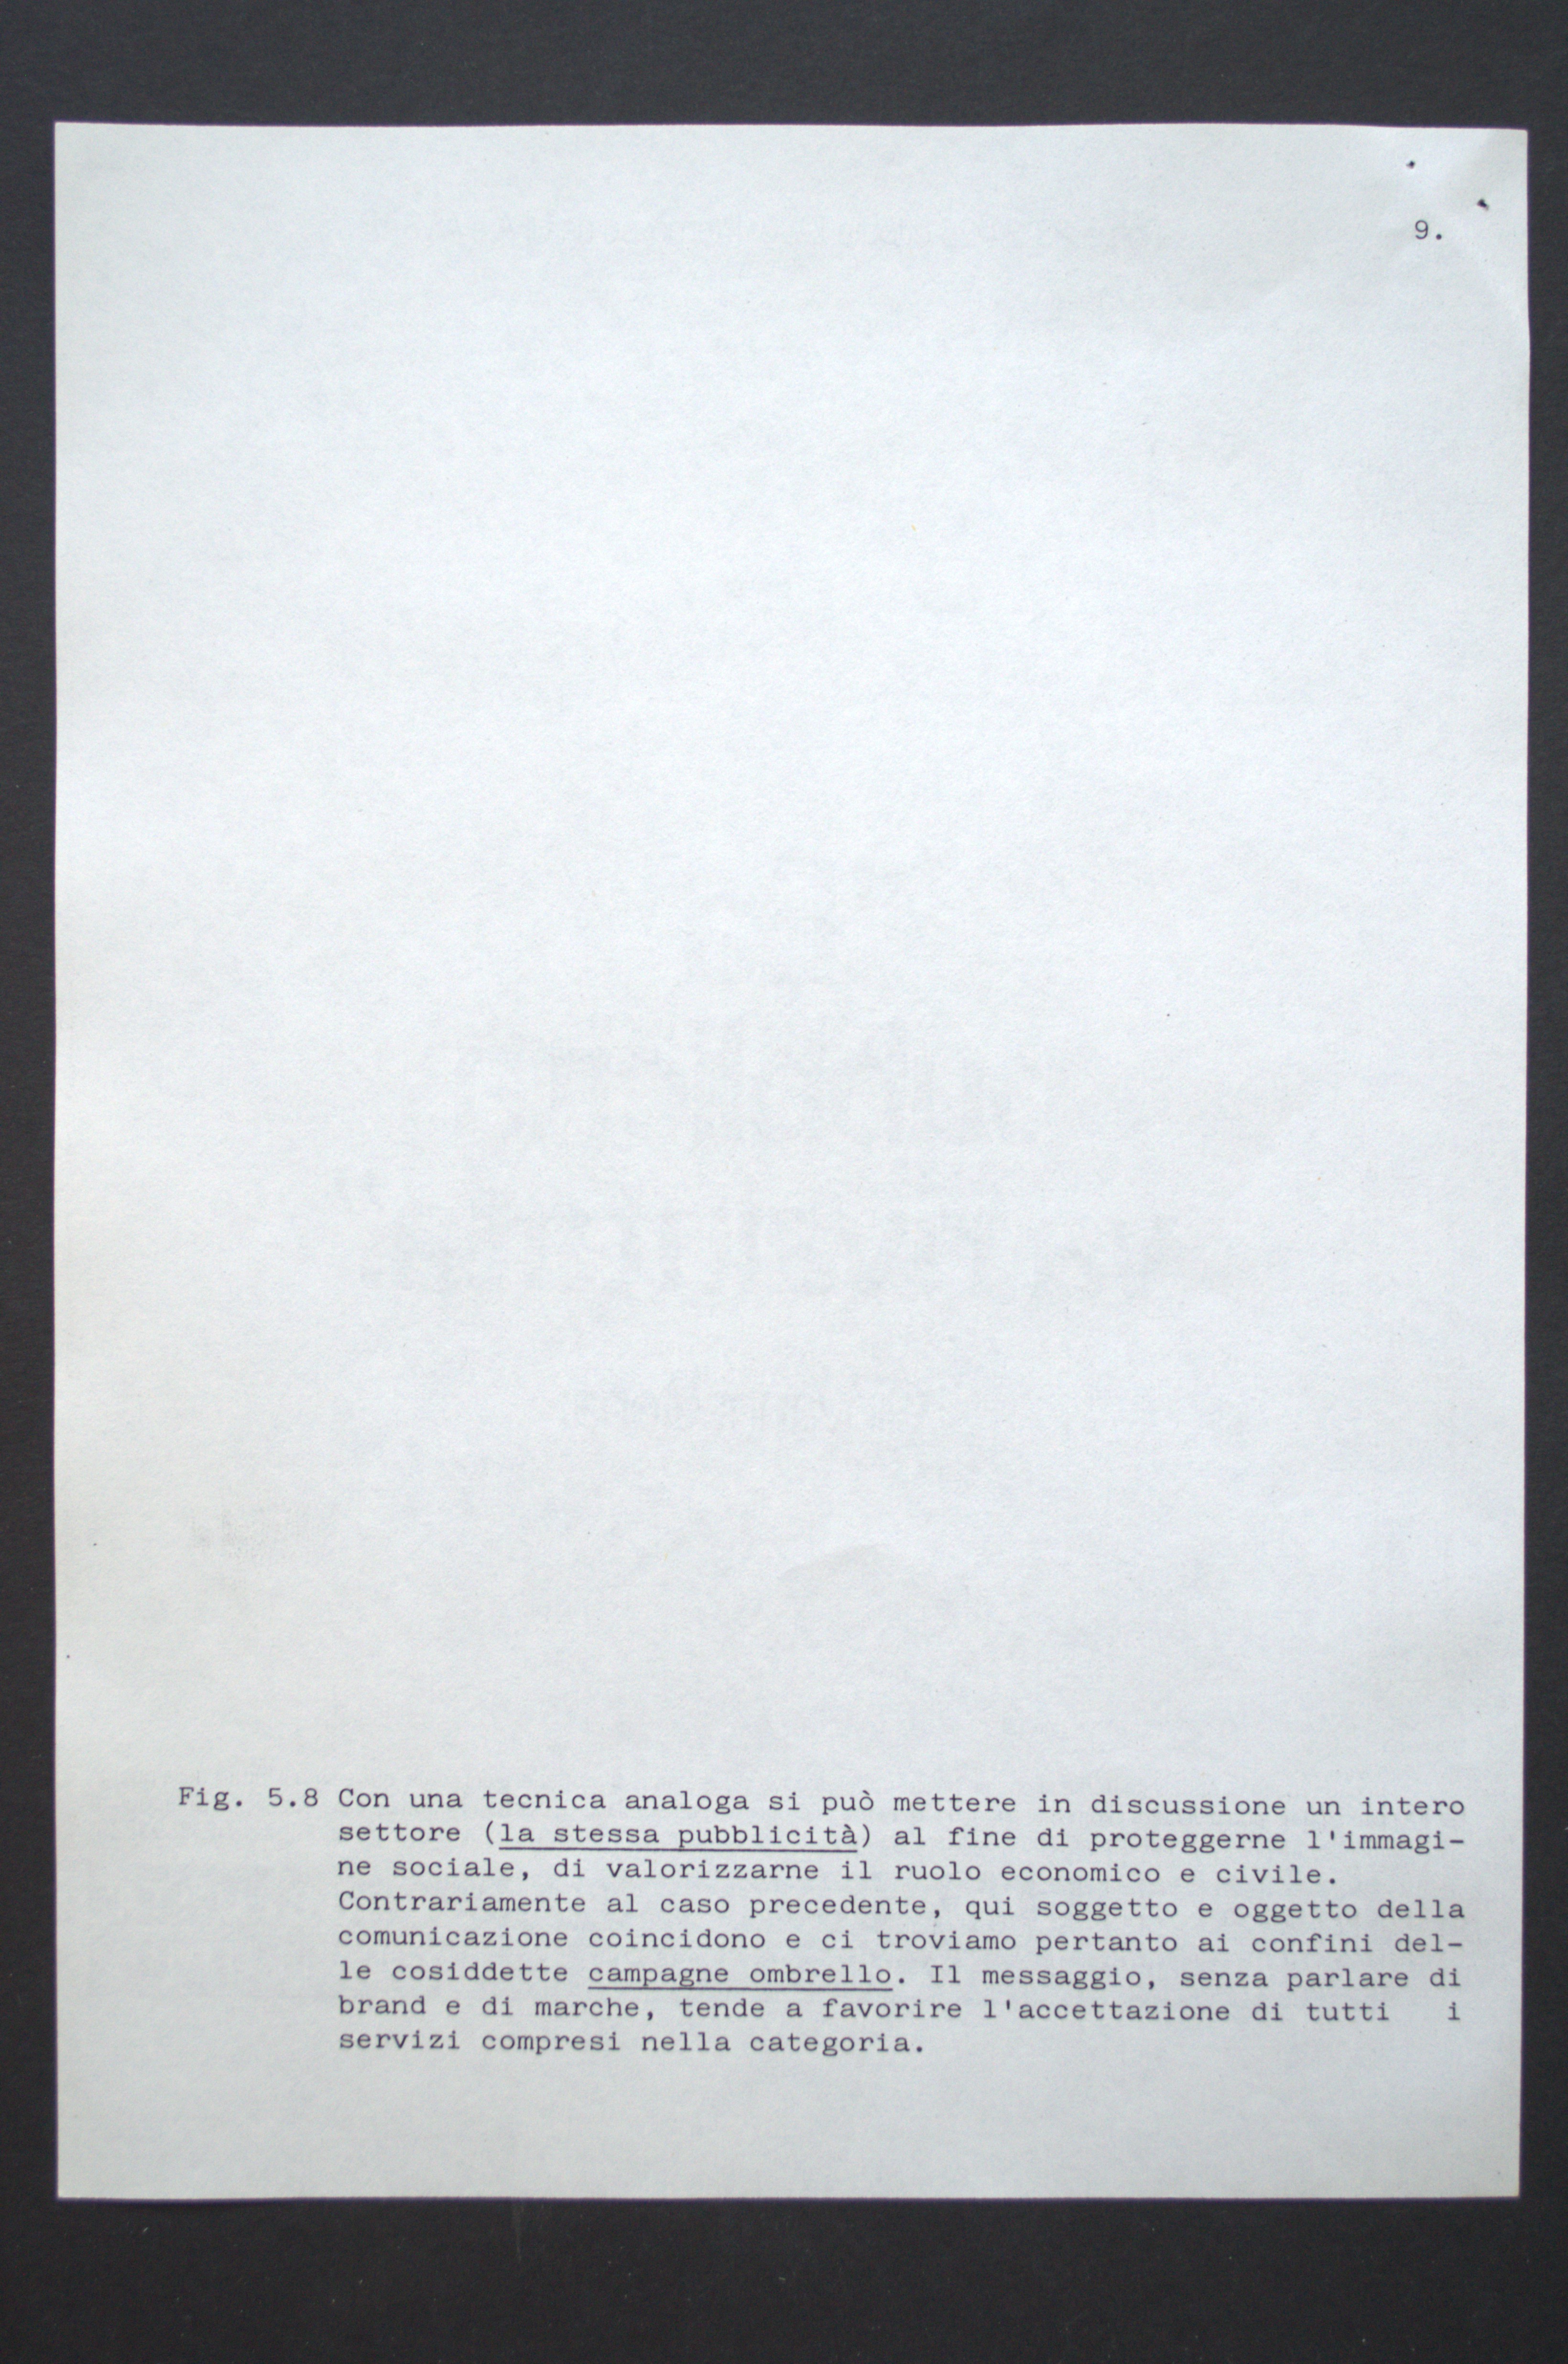 9.
Fig. 5.8 Con una tecnica analoga si può mettere in discussione un intero
settore (la stessa pubblicità) al fine di proteggerne l'immagi-
ne sociale, di valorizzarne il ruolo economico e civile.
Contrariamente al caso precedente, qui soggetto e oggetto della
comunicazione coincidono e ci troviamo pertanto ai confini del-
le cosiddette campagne ombrello. Il messaggio, senza parlare di
brand e di marche, tende a favorire l'accettazione di tutti i
servizi compresi nella categoria.